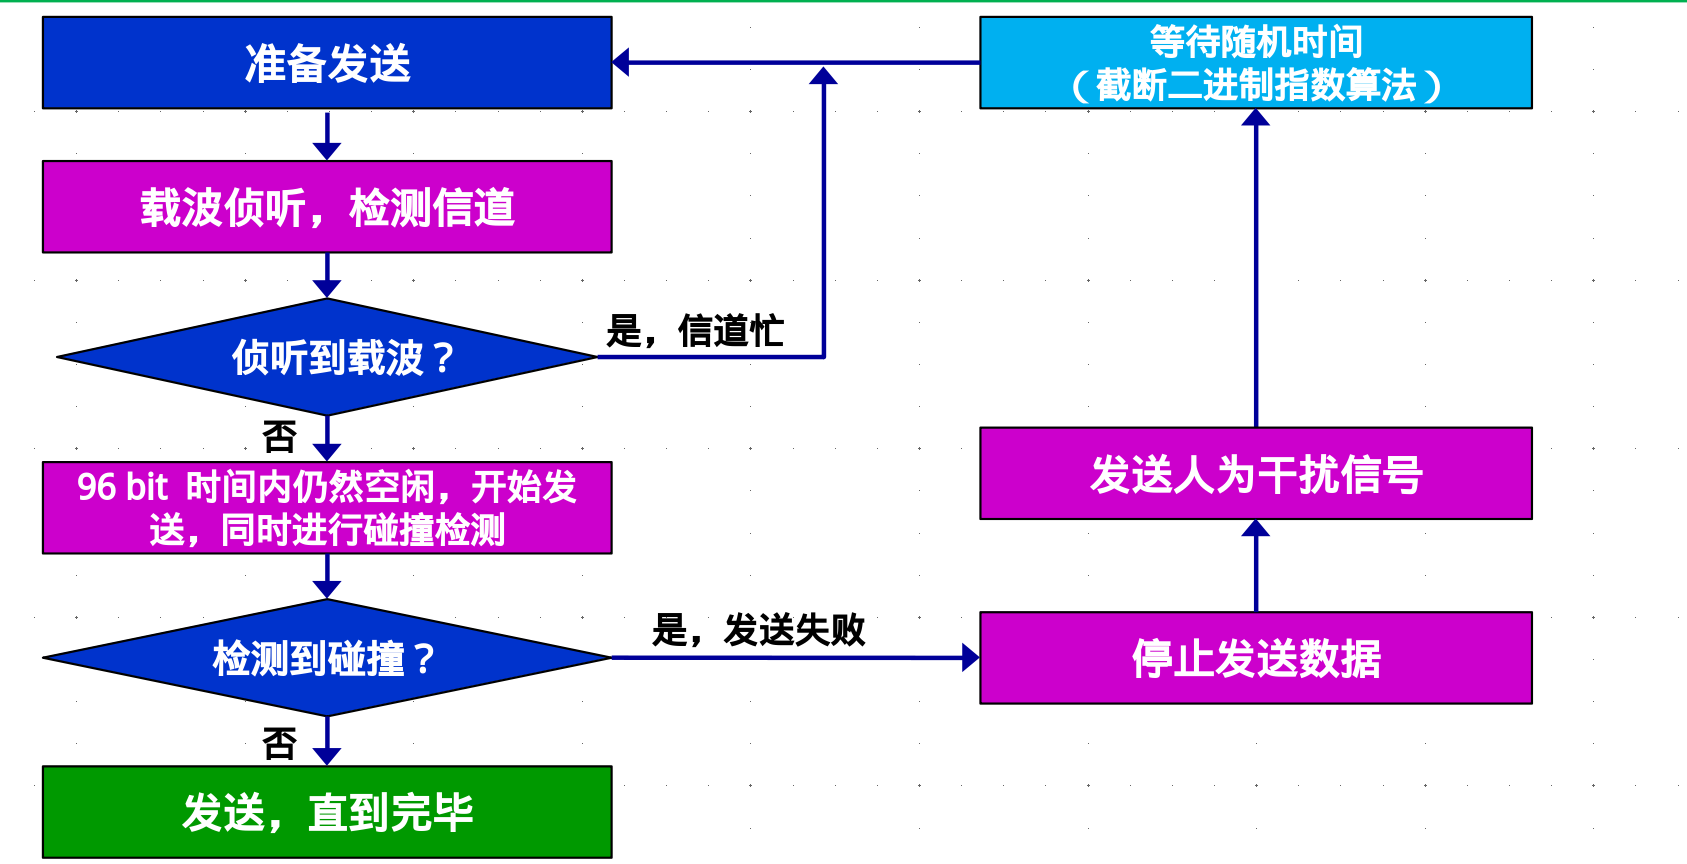 准备发送
等待随机时间
（截断二进制指数算法）
载波侦听，检测信道
是，信道忙
侦听到载波？
否
96 bit 时间内仍然空闲，开始发
送，同时进行碰撞检测
发送人为干扰信号
是，发送失败
检测到碰撞？
停止发送数据
否
发送，直到完毕